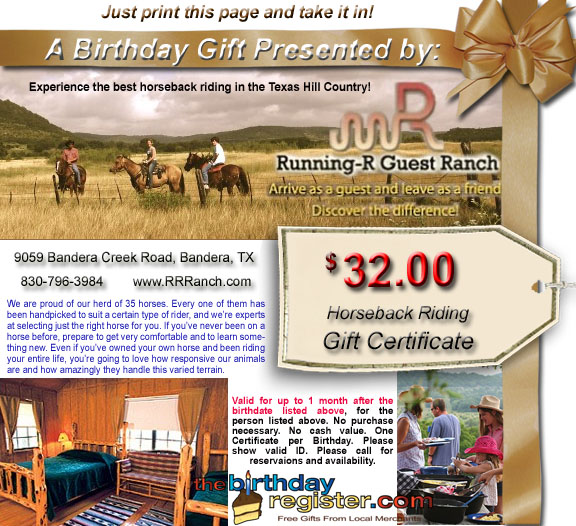 Just print this page and take it in!
A Birthday Gift Presented by:
Experience the best horseback riding in the Texas Hill Country!
R
Running-R Guest Ranch
Arrive as a guest and leave as a friend
Discover the difference!
9059 Bandera Creek Road, Bandera, TX
830-796-3984 www.RRRanch.com
$32.00
Horseback Riding
Gift Certificate
We are proud of our herd of 35 horses. Every one of them has
been handpicked to suit a certain type of rider, and we're experts
at selecting just the right horse for you. If you've never been on a
horse before, prepare to get very comfortable and to learn some-
thing new. Even if you've owned your own horse and been riding
your entire life, you're going to love how responsive our animals
are and how amazingly they handle this varied terrain.
Valid for up to 1 month after the
birthdate listed above, for the
person listed above. No purchase
necessary. No cash value. One
Certificate per Birthday. Please
show valid ID. Please call for
reservaions and availability.
thebirthday
register.com
Free Gifts From Local Merchants